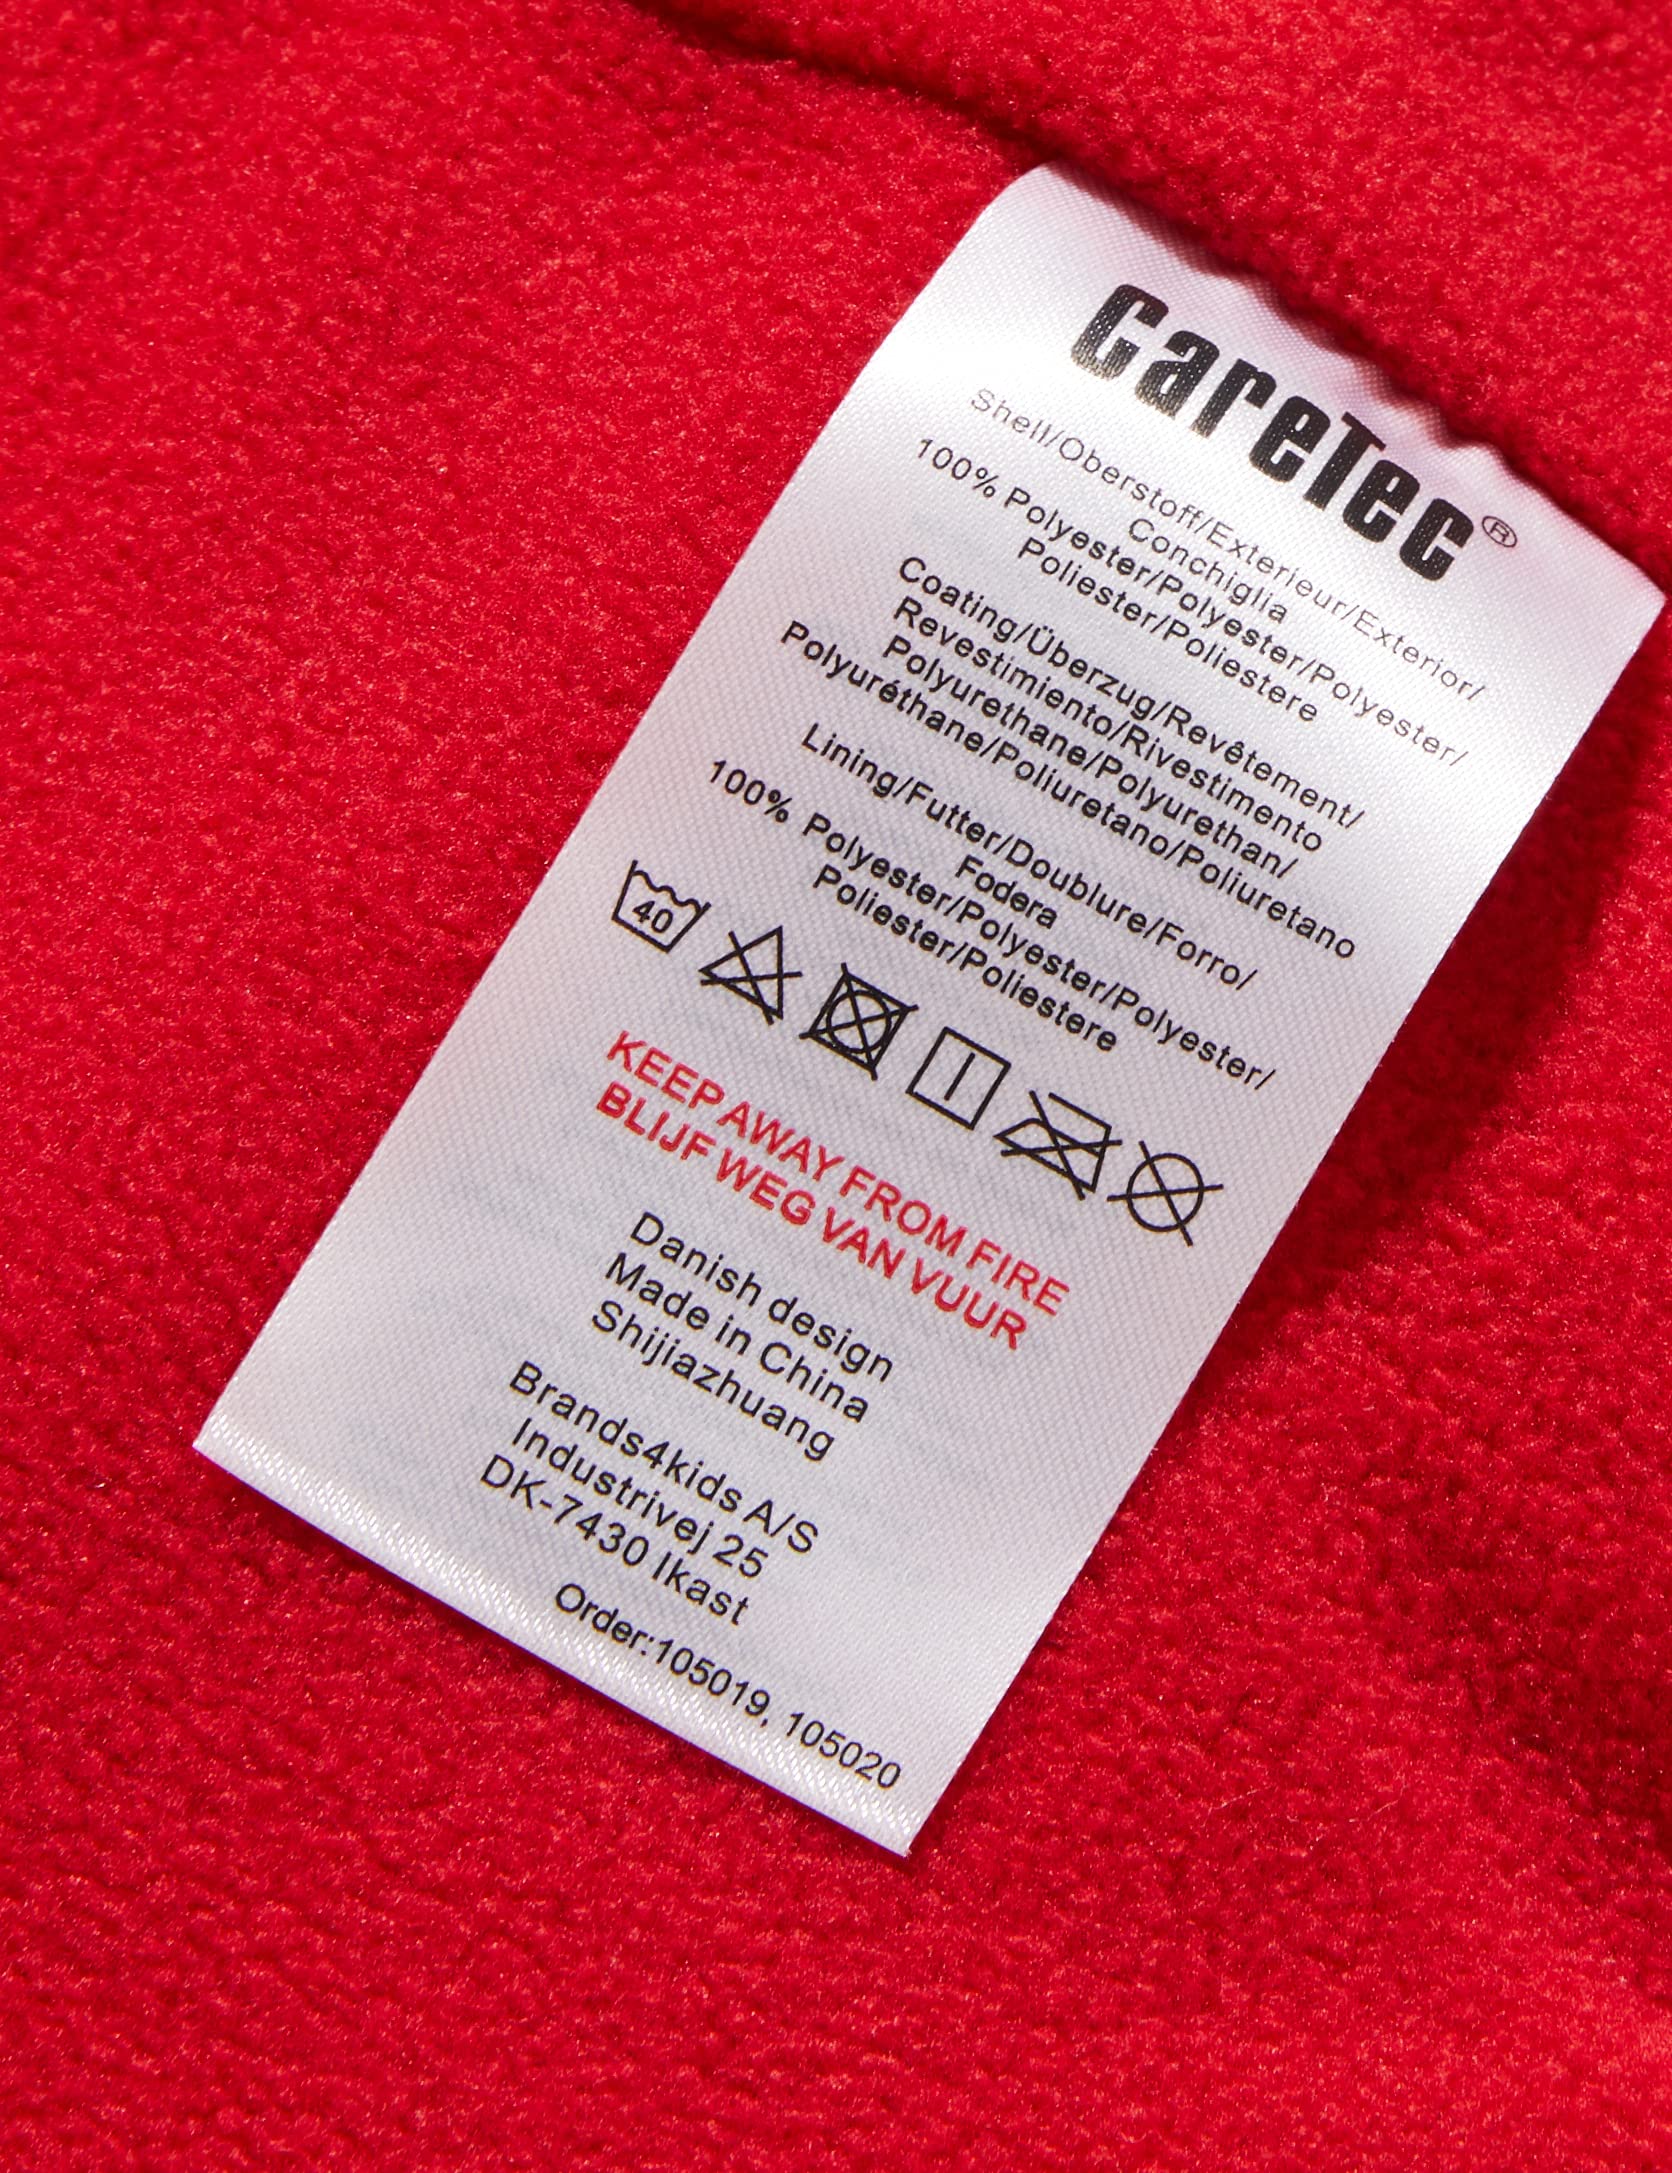 CareTec®
Shell/Oberstoff/Exterieur/Exterior/
Conchiglia
100% Polyester/Polyester/Polyester/
Poliester/Poliestere
Coating/Überzug/Revêtement/
Revestimiento/Rivestimento
Polyurethane/Polyurethan/
Polyuréthane/Poliuretano/Poliuretano
Lining/Futter/Doublure/Forro/
Fodera
100% Polyester/Polyester/Polyester/
Poliester/Poliestere
40
KEEP AWAY FROM FIRE
BLIJF WEG VAN VUUR
Danish design
Made in China
Shijiazhuang
Brands4kids A/S
Industrivej 25
DK-7430 Ikast
Order:105019, 105020